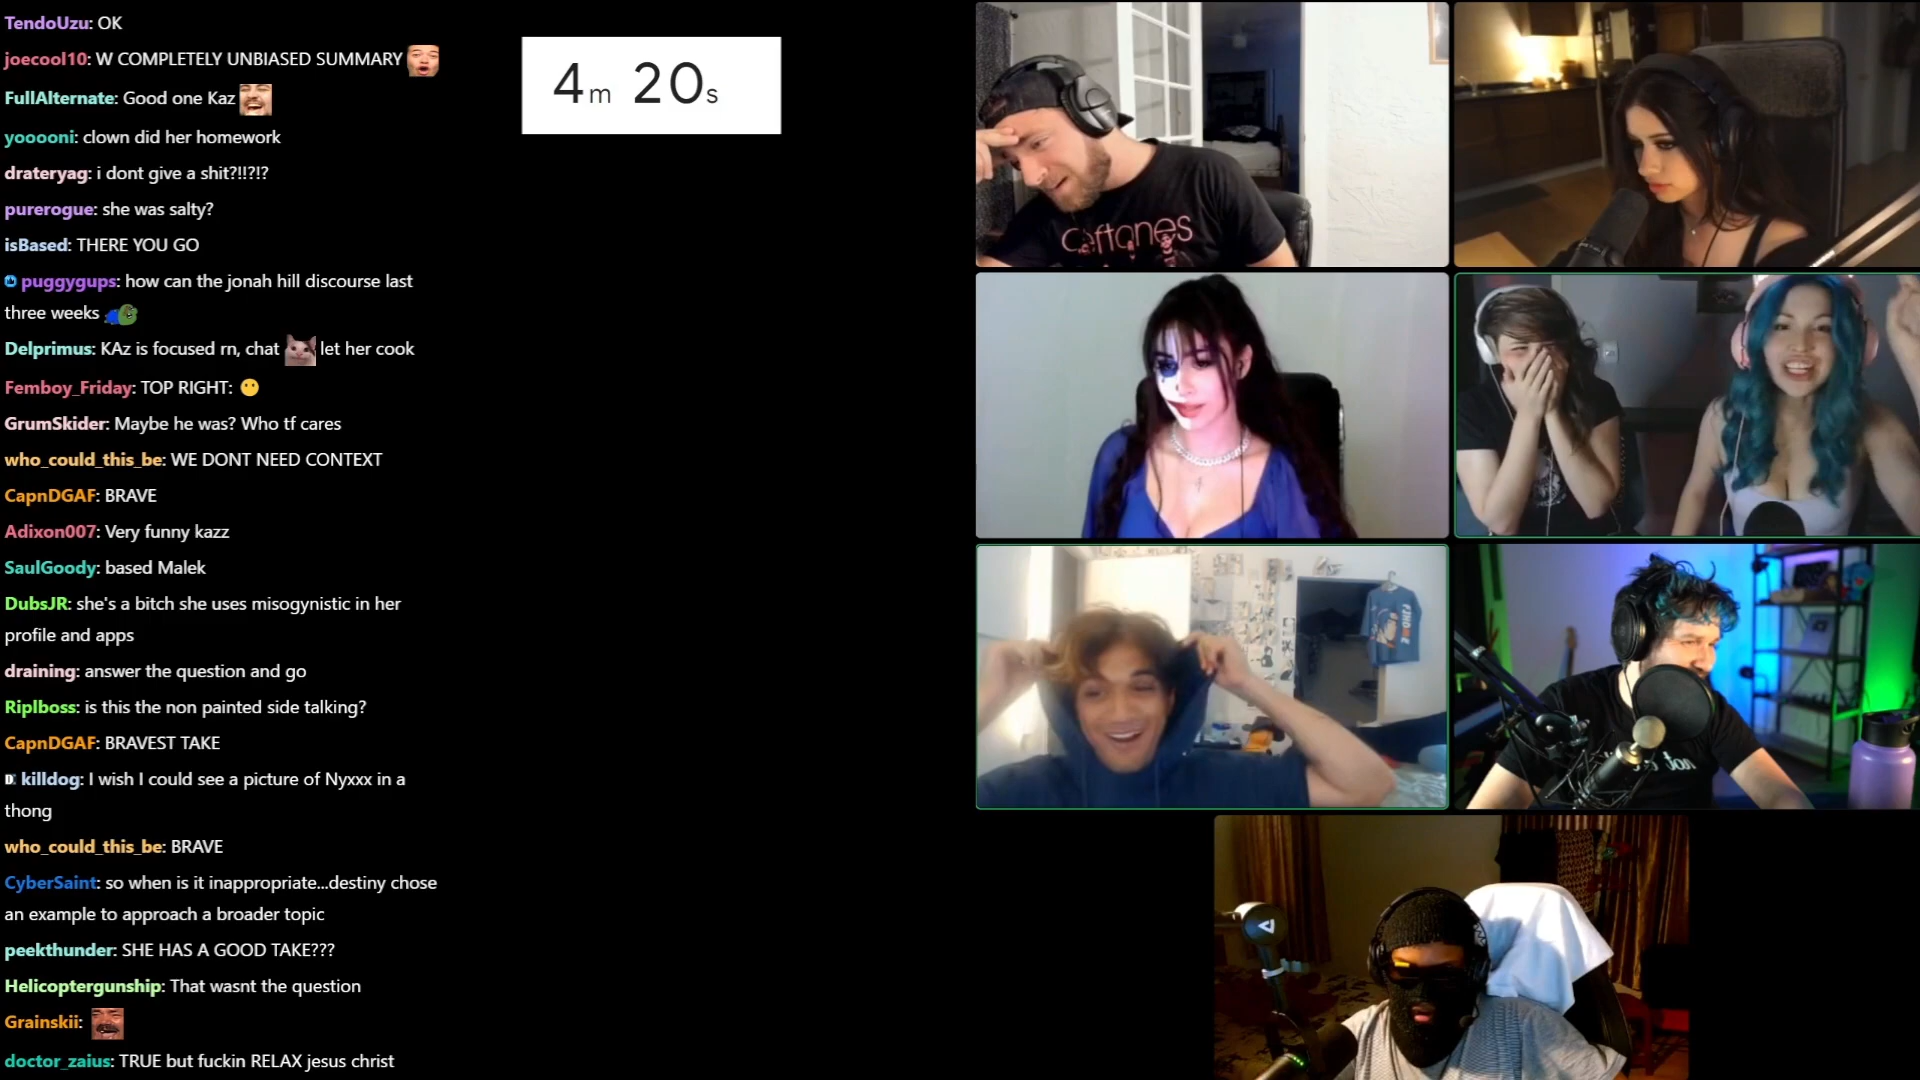 TendoUzu: OK
joecool10: W COMPLETELY UNBIASED SUMMARY
FullAlternate: Good one Kaz
yooooni: clown did her homework
drateryag: i dont give a shit?!!?!?
purerogue: she was salty?
isBased: THERE YOU GO
puggygups: how can the jonah hill discourse last
three weeks
Delprimus: KAz is focused rn, chat let her cook
Femboy_Friday: TOP RIGHT:
GrumSkider: Maybe he was? Who tf cares
who_could_this_be: WE DONT NEED CONTEXT
CapnDGAF: BRAVE
Adixon007: Very funny kazz
SaulGoody: based Malek
DubsJR: she's a bitch she uses misogynistic in her
profile and apps
draining: answer the question and go
Riplboss: is this the non painted side talking?
CapnDGAF: BRAVEST TAKE
killdog: I wish I could see a picture of Nyxxx in a
thong
who_could_this_be: BRAVE
CyberSaint: so when is it inappropriate...destiny chose
an example to approach a broader topic
peekthunder: SHE HAS A GOOD TAKE???
Helicoptergunship: That wasnt the question
Grainskii:
doctor_zaius: TRUE but fuckin RELAX jesus christ
4m 20s
deftones